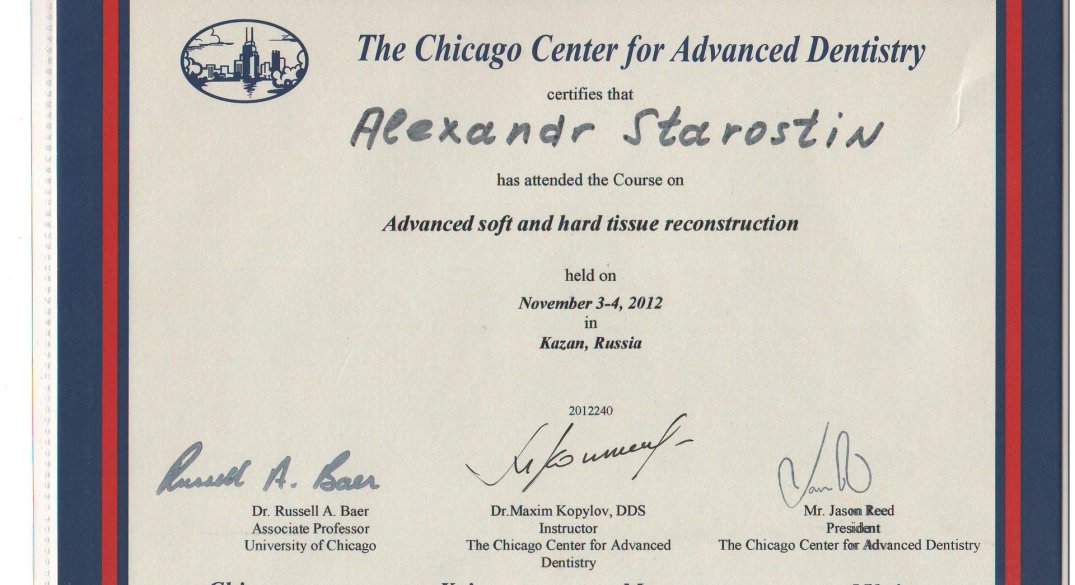 The Chicago Center for Advanced Dentistry
certifies that
Alexandr Starostin
has attended the Course on
Advanced soft and hard tissue reconstruction
held on
November 3-4, 2012
in
Kazan, Russia
2012240
Russell A. Baer
Dr. Russell A. Baer
Associate Professor
University of Chicago
Dr.Maxim Kopylov, DDS
Instructor
The Chicago Center for Advanced
Dentistry
Mr. Jason Reed
President
The Chicago Center for Advanced Dentistry